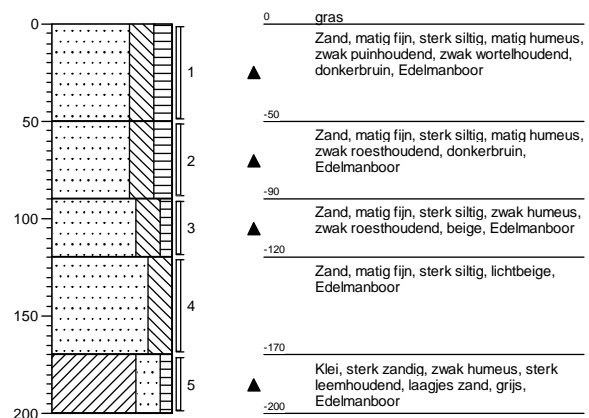 0
gras
0
Zand, matig fijn, sterk siltig, matig humeus,
zwak puinhoudend, zwak wortelhoudend,
donkerbruin, Edelmanboor
1
50
-50
Zand, matig fijn, sterk siltig, matig humeus,
zwak roesthoudend, donkerbruin,
Edelmanboor
2
-90
100
Zand, matig fijn, sterk siltig, zwak humeus,
zwak roesthoudend, beige, Edelmanboor
3
-120
Zand, matig fijn, sterk siltig, lichtbeige,
Edelmanboor
4
150
-170
Klei, sterk zandig, zwak humeus, sterk
leemhoudend, laagjes zand, grijs,
Edelmanboor
5
200
-200